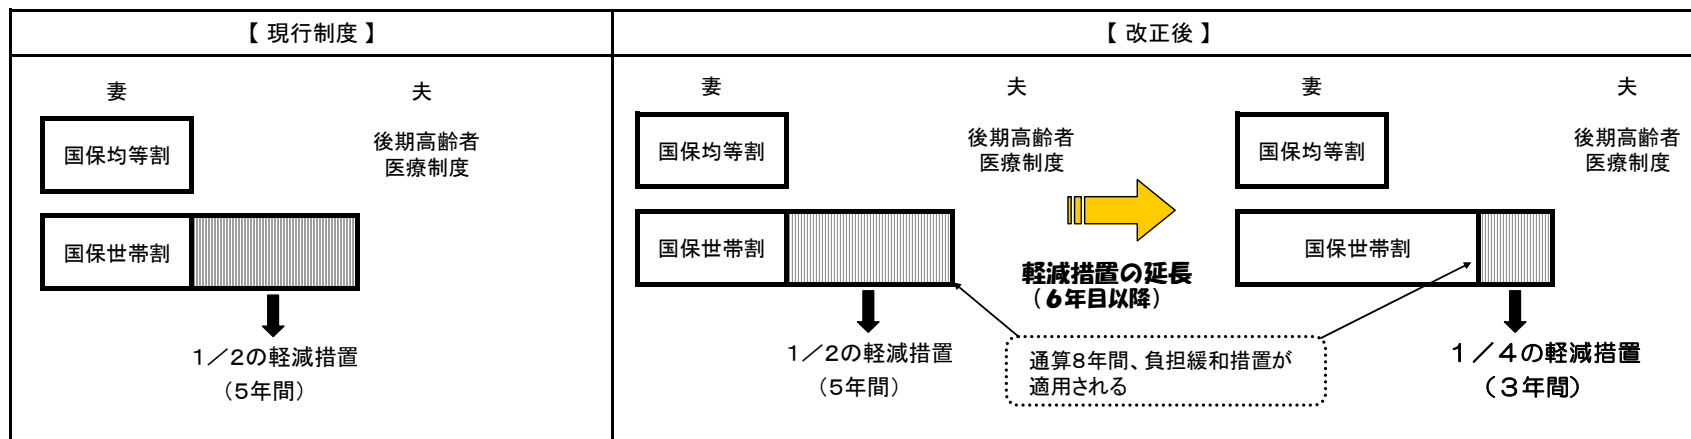 【 現行制度 】
妻
夫
国保均等割
後期高齢者
医療制度
国保世帯割
１／２の軽減措置
（５年間）
【 改正後 】
妻
夫
国保均等割
後期高齢者
医療制度
国保世帯割
１／２の軽減措置
（５年間）
軽減措置の延長
（６年目以降）
通算８年間、負担緩和措置が
適用される
妻
夫
国保均等割
後期高齢者
医療制度
国保世帯割
１／４の軽減措置
（３年間）